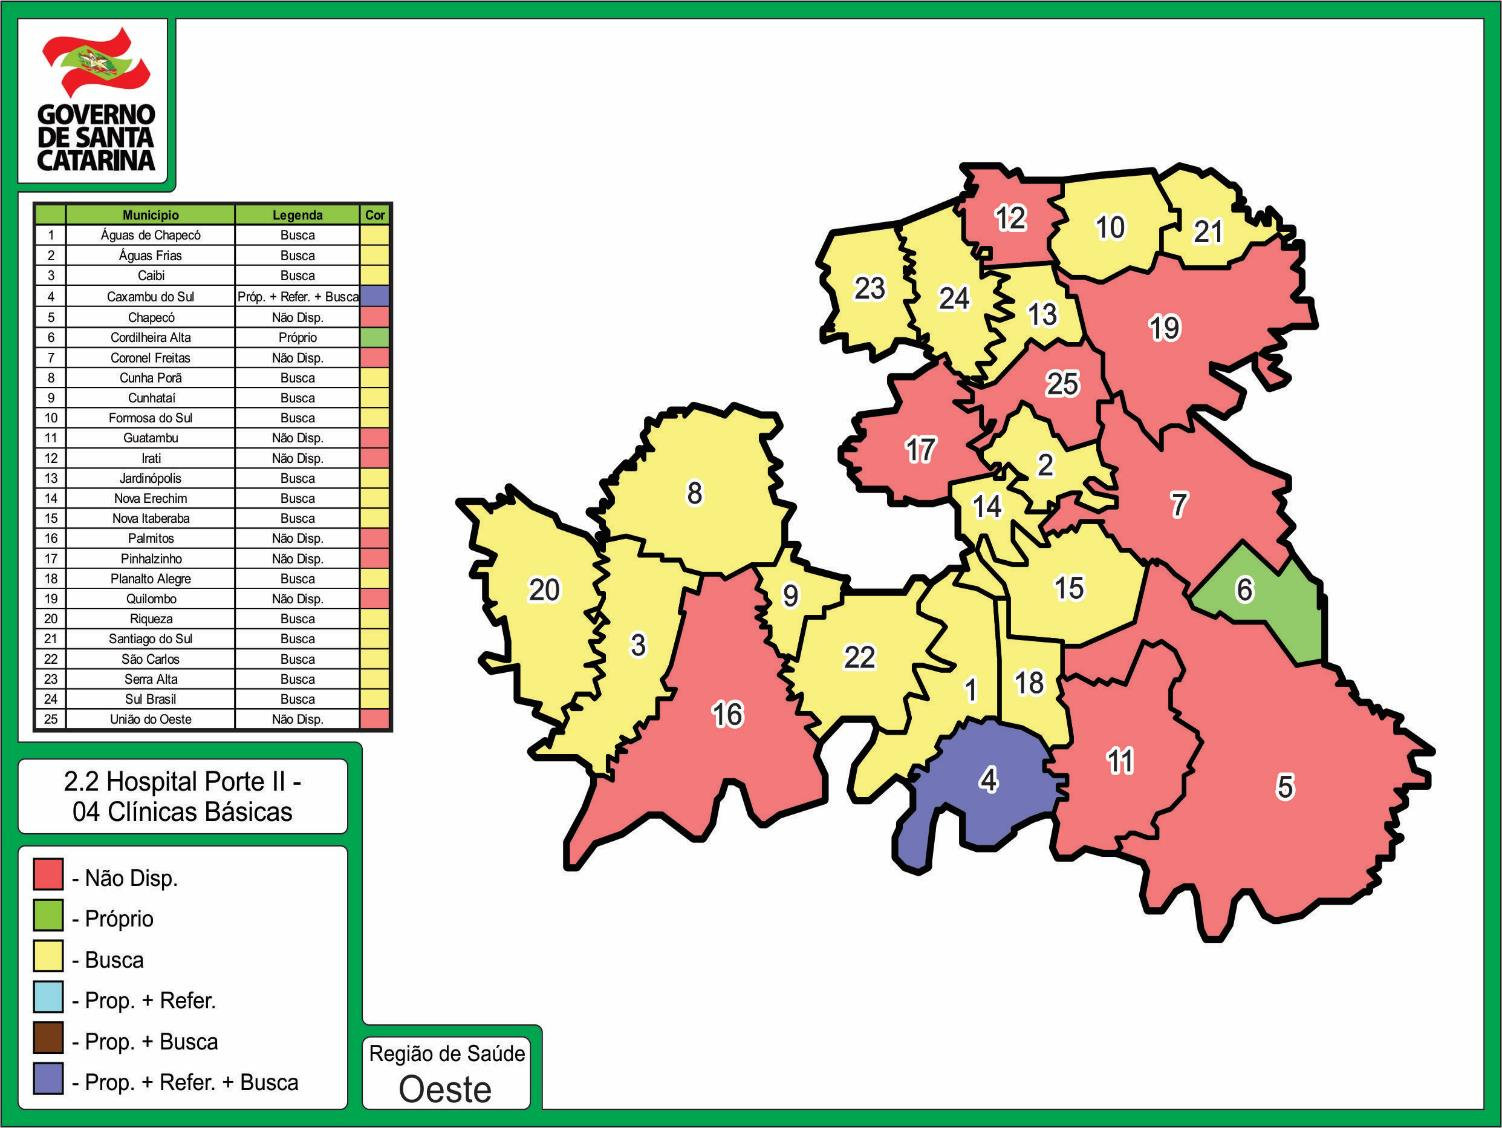 GOVERNO
DE SANTA
CATARINA
Município Legenda Cor
1 Águas de Chapecó Busca
2 Águas Frias Busca
3 Caibi Busca
4 Caxambu do Sul Próp. + Refer. + Busca
5 Chapecó Não Disp.
6 Cordilheira Alta Próprio
7 Coronel Freitas Não Disp.
8 Cunha Porã Busca
9 Cunhataí Busca
10 Formosa do Sul Busca
11 Guatambu Não Disp.
12 Irati Não Disp.
13 Jardinópolis Busca
14 Nova Erechim Busca
15 Nova Itaberaba Busca
16 Palmitos Não Disp.
17 Pinhalzinho Não Disp.
18 Planalto Alegre Busca
19 Quilombo Não Disp.
20 Riqueza Busca
21 Santiago do Sul Busca
22 São Carlos Busca
23 Serra Alta Busca
24 Sul Brasil Busca
25 União do Oeste Não Disp.
12
10
21
23
24
13
19
25
17
2
8
14
7
20
9
15
6
3
22
1
18
16
11
4
5
2.2 Hospital Porte II -
04 Clínicas Básicas
- Não Disp.
- Próprio
- Busca
- Prop. + Refer.
- Prop. + Busca
- Prop. + Refer. + Busca
Região de Saúde
Oeste